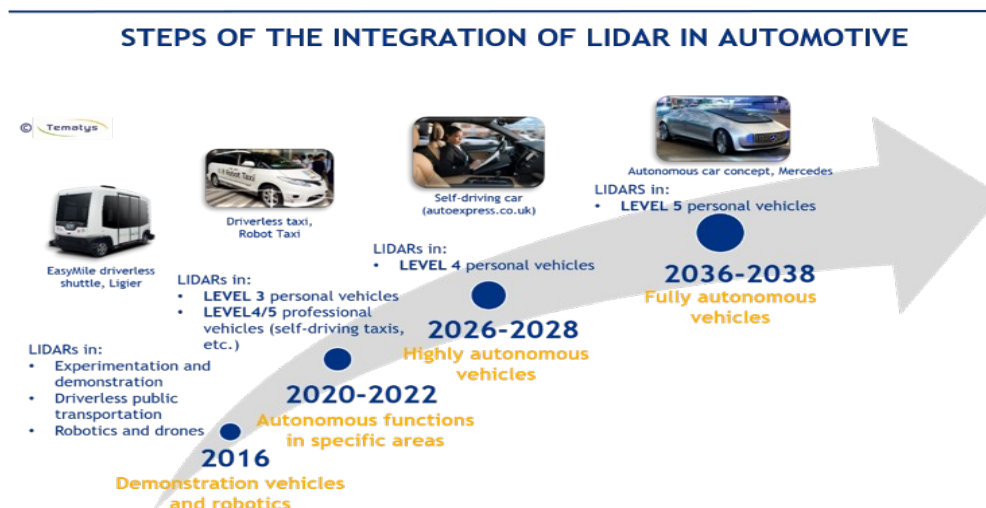 STEPS OF THE INTEGRATION OF LIDAR IN AUTOMOTIVE
© Tematys
EasyMile driverless
shuttle, Ligier
Robot Taxi
Driverless taxi,
Robot Taxi
Self-driving car
(autoexpress.co.uk)
Autonomous car concept, Mercedes
LIDARs in:
• Experimentation and
demonstration
• Driverless public
transportation
• Robotics and drones
2016
Demonstration vehicles
and robotics
LIDARs in:
• LEVEL 3 personal vehicles
• LEVEL4/5 professional
vehicles (self-driving taxis,
etc.)
2020-2022
Autonomous functions
in specific areas
LIDARs in:
• LEVEL 4 personal vehicles
2026-2028
Highly autonomous
vehicles
LIDARS in:
• LEVEL 5 personal vehicles
2036-2038
Fully autonomous
vehicles